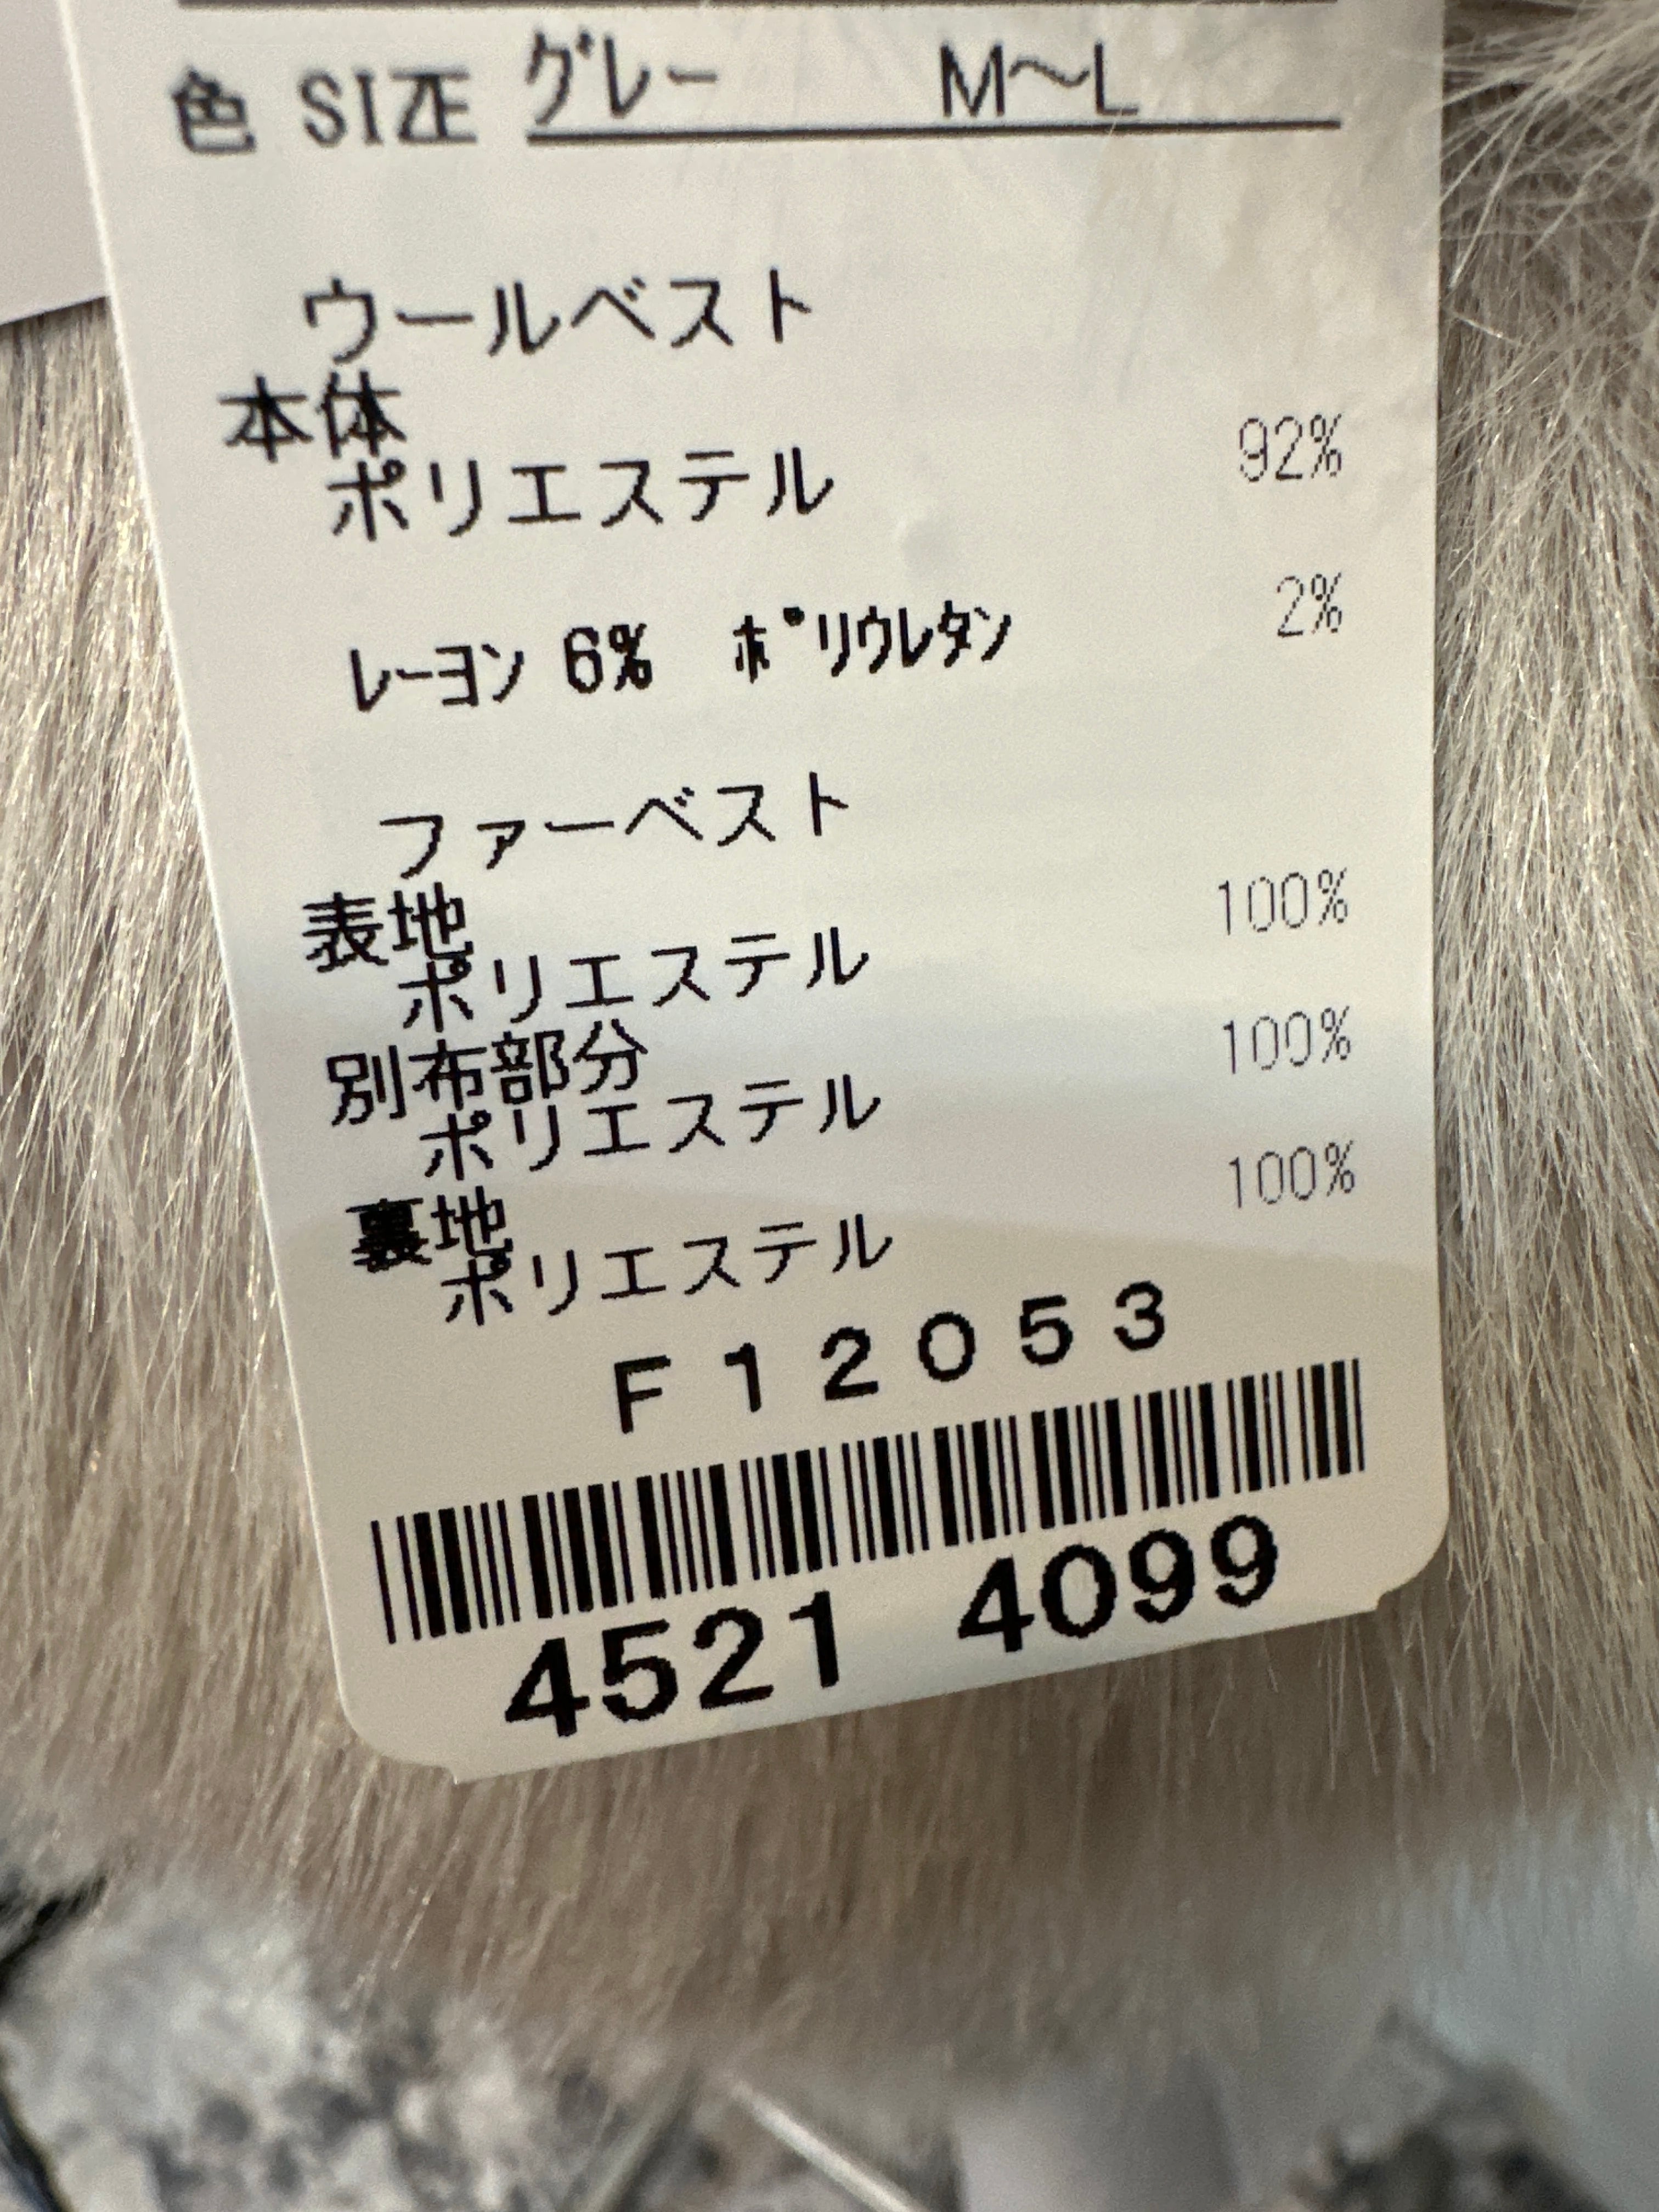 色 SIZE グレー M〜L
ウールベスト
本体
ポリエステル 92%
レーヨン 6% ポリウレタン 2%
ファーベスト
表地
ポリエステル 100%
別布部分
ポリエステル 100%
裏地
ポリエステル 100%
F12053
4521 4099